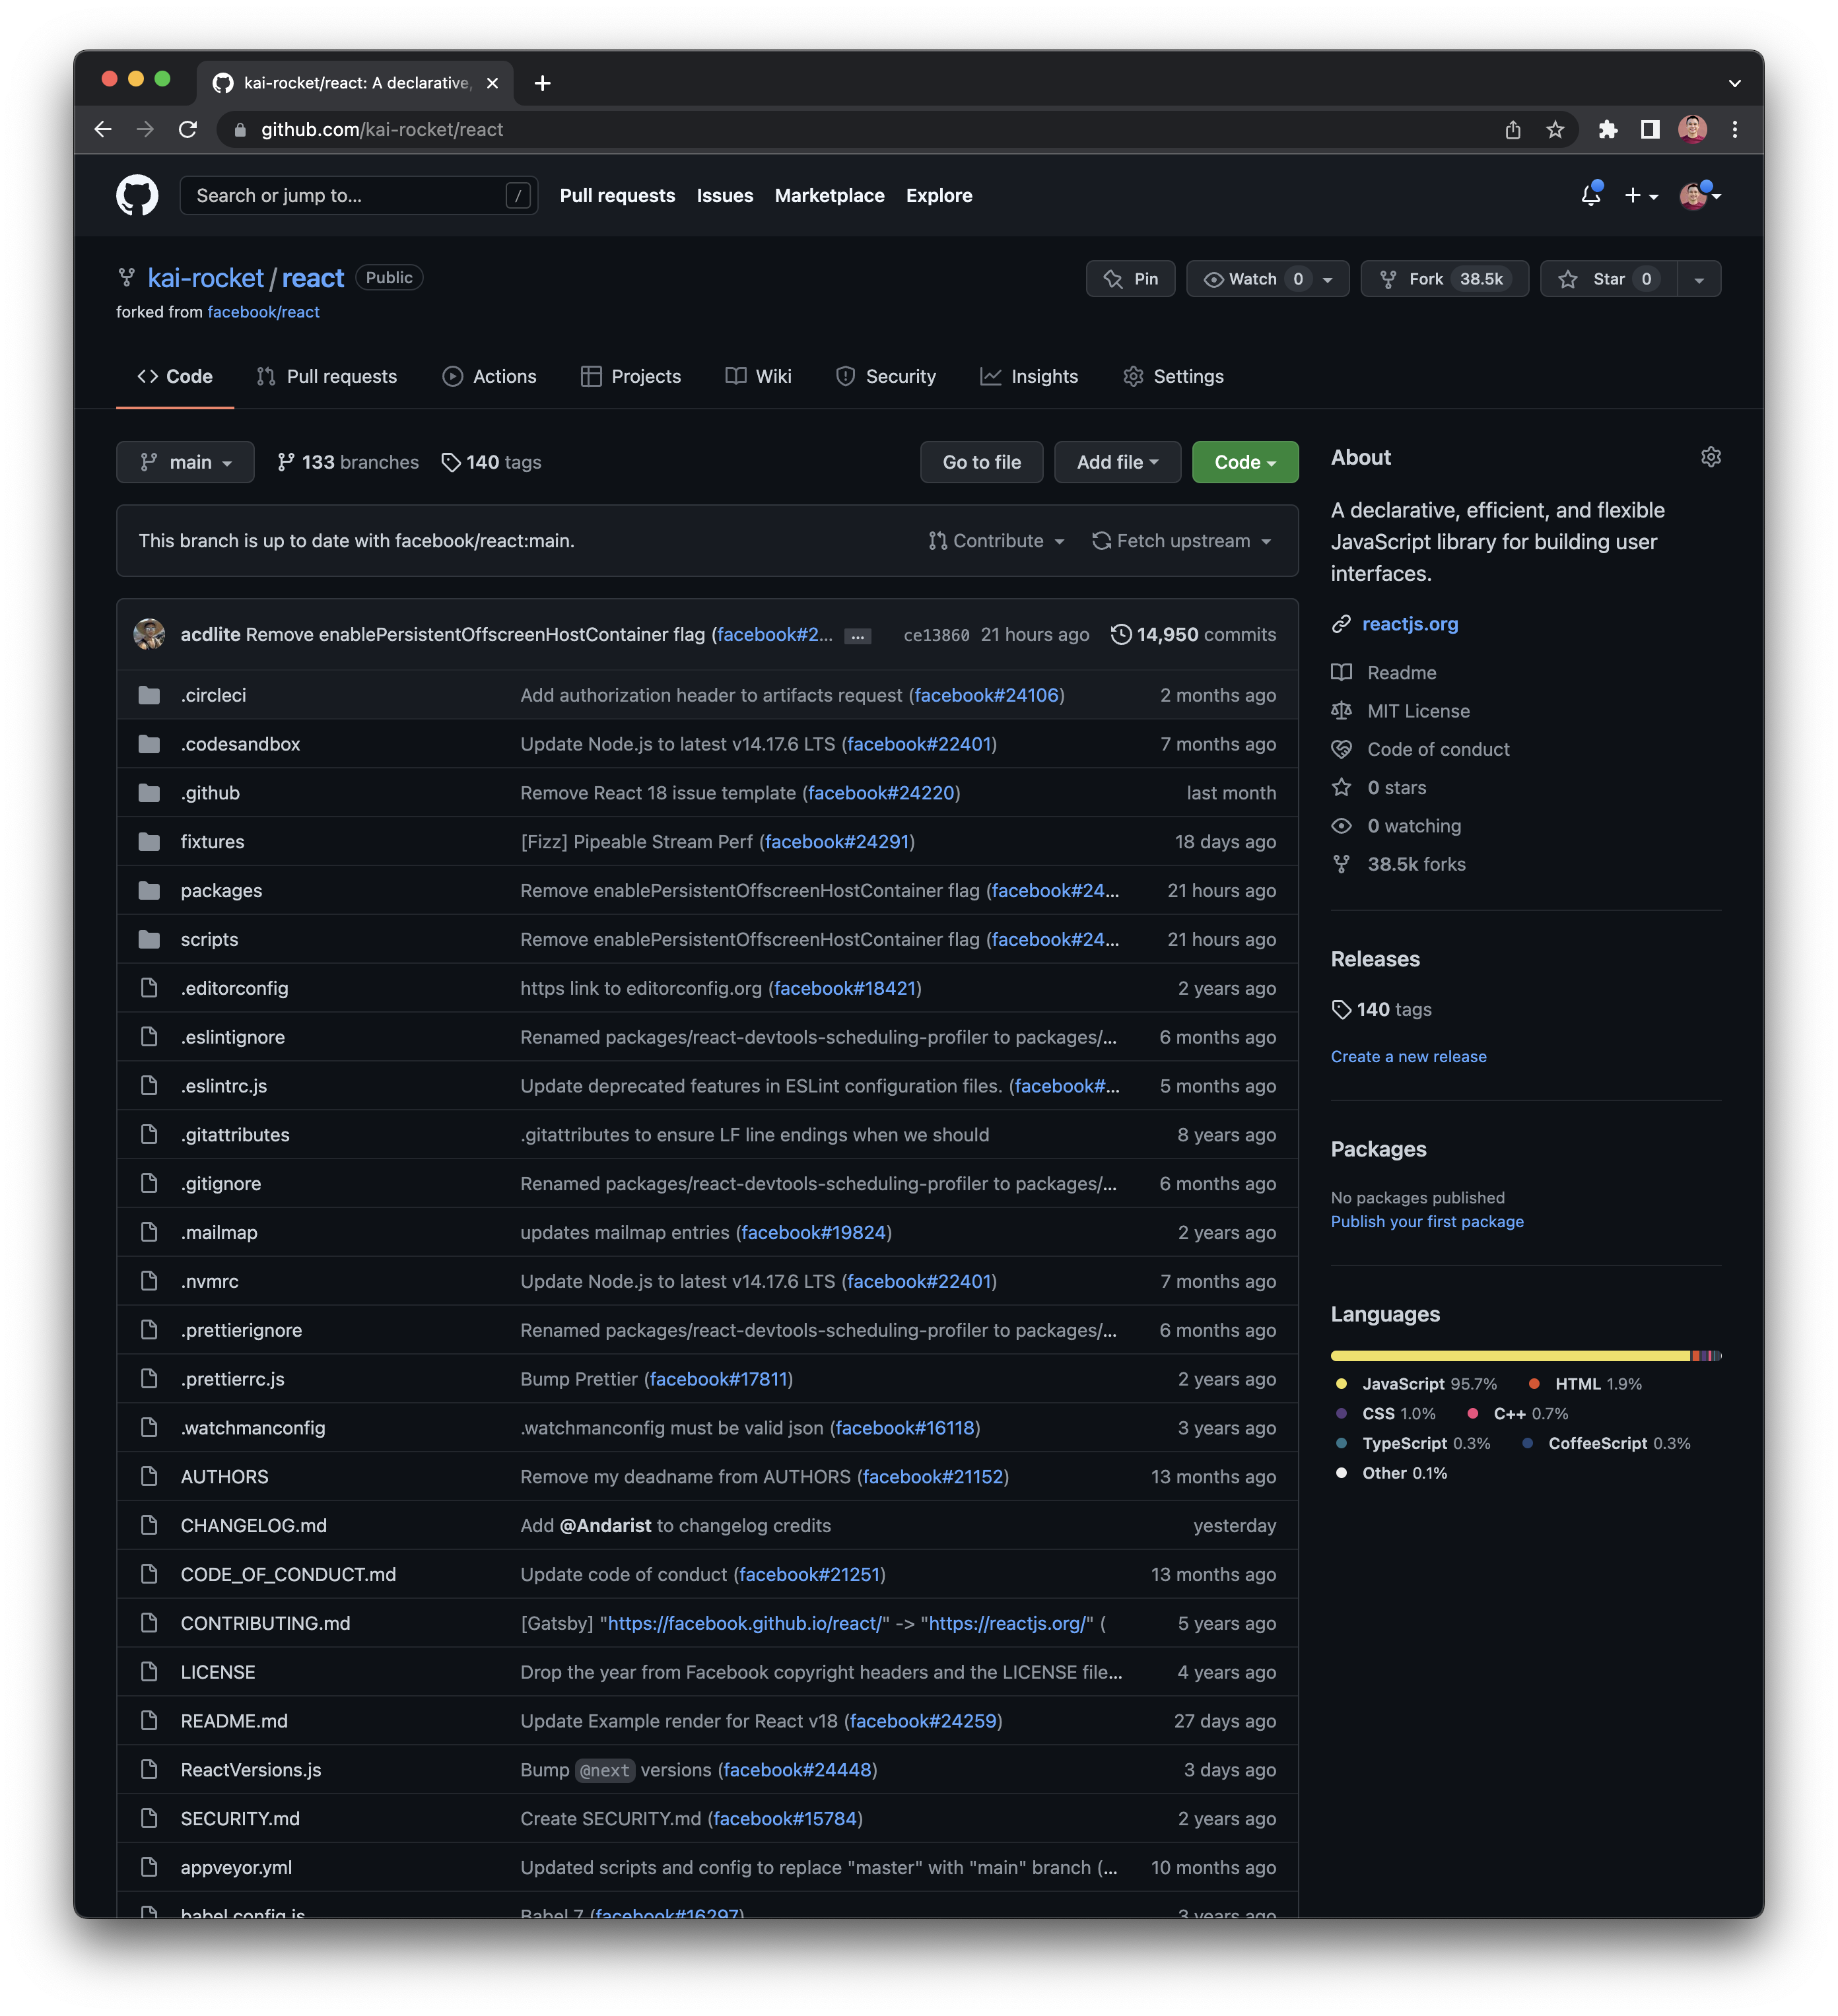 kai-rocket/react: A declarative,
github.com/kai-rocket/react
Search or jump to... /
Pull requests Issues Marketplace Explore
kai-rocket / react Public
Pin Watch 0 Fork 38.5k Star 0
forked from facebook/react
Code Pull requests Actions Projects Wiki Security Insights Settings
main 133 branches 140 tags Go to file Add file Code
This branch is up to date with facebook/react:main. Contribute Fetch upstream
acdlite Remove enablePersistentOffscreenHostContainer flag (facebook#2... ... ce13860 21 hours ago 14,950 commits
.circleci Add authorization header to artifacts request (facebook#24106) 2 months ago
.codesandbox Update Node.js to latest v14.17.6 LTS (facebook#22401) 7 months ago
.github Remove React 18 issue template (facebook#24220) last month
fixtures [Fizz] Pipeable Stream Perf (facebook#24291) 18 days ago
packages Remove enablePersistentOffscreenHostContainer flag (facebook#24... 21 hours ago
scripts Remove enablePersistentOffscreenHostContainer flag (facebook#24... 21 hours ago
.editorconfig https link to editorconfig.org (facebook#18421) 2 years ago
.eslintignore Renamed packages/react-devtools-scheduling-profiler to packages/... 6 months ago
.eslintrc.js Update deprecated features in ESLint configuration files. (facebook#... 5 months ago
.gitattributes .gitattributes to ensure LF line endings when we should 8 years ago
.gitignore Renamed packages/react-devtools-scheduling-profiler to packages/... 6 months ago
.mailmap updates mailmap entries (facebook#19824) 2 years ago
.nvmrc Update Node.js to latest v14.17.6 LTS (facebook#22401) 7 months ago
.prettierignore Renamed packages/react-devtools-scheduling-profiler to packages/... 6 months ago
.prettierrc.js Bump Prettier (facebook#17811) 2 years ago
.watchmanconfig .watchmanconfig must be valid json (facebook#16118) 3 years ago
AUTHORS Remove my deadname from AUTHORS (facebook#21152) 13 months ago
CHANGELOG.md Add @Andarist to changelog credits yesterday
CODE_OF_CONDUCT.md Update code of conduct (facebook#21251) 13 months ago
CONTRIBUTING.md [Gatsby] "https://facebook.github.io/react/" -> "https://reactjs.org/" ( 5 years ago
LICENSE Drop the year from Facebook copyright headers and the LICENSE file... 4 years ago
README.md Update Example render for React v18 (facebook#24259) 27 days ago
ReactVersions.js Bump @next versions (facebook#24448) 3 days ago
SECURITY.md Create SECURITY.md (facebook#15784) 2 years ago
appveyor.yml Updated scripts and config to replace "master" with "main" branch (... 10 months ago
babel.config.js Babel 7 (facebook#16297) 3 years ago
About
A declarative, efficient, and flexible
JavaScript library for building user
interfaces.
reactjs.org
Readme
MIT License
Code of conduct
0 stars
0 watching
38.5k forks
Releases
140 tags
Create a new release
Packages
No packages published
Publish your first package
Languages
JavaScript 95.7% HTML 1.9%
CSS 1.0% C++ 0.7%
TypeScript 0.3% CoffeeScript 0.3%
Other 0.1%